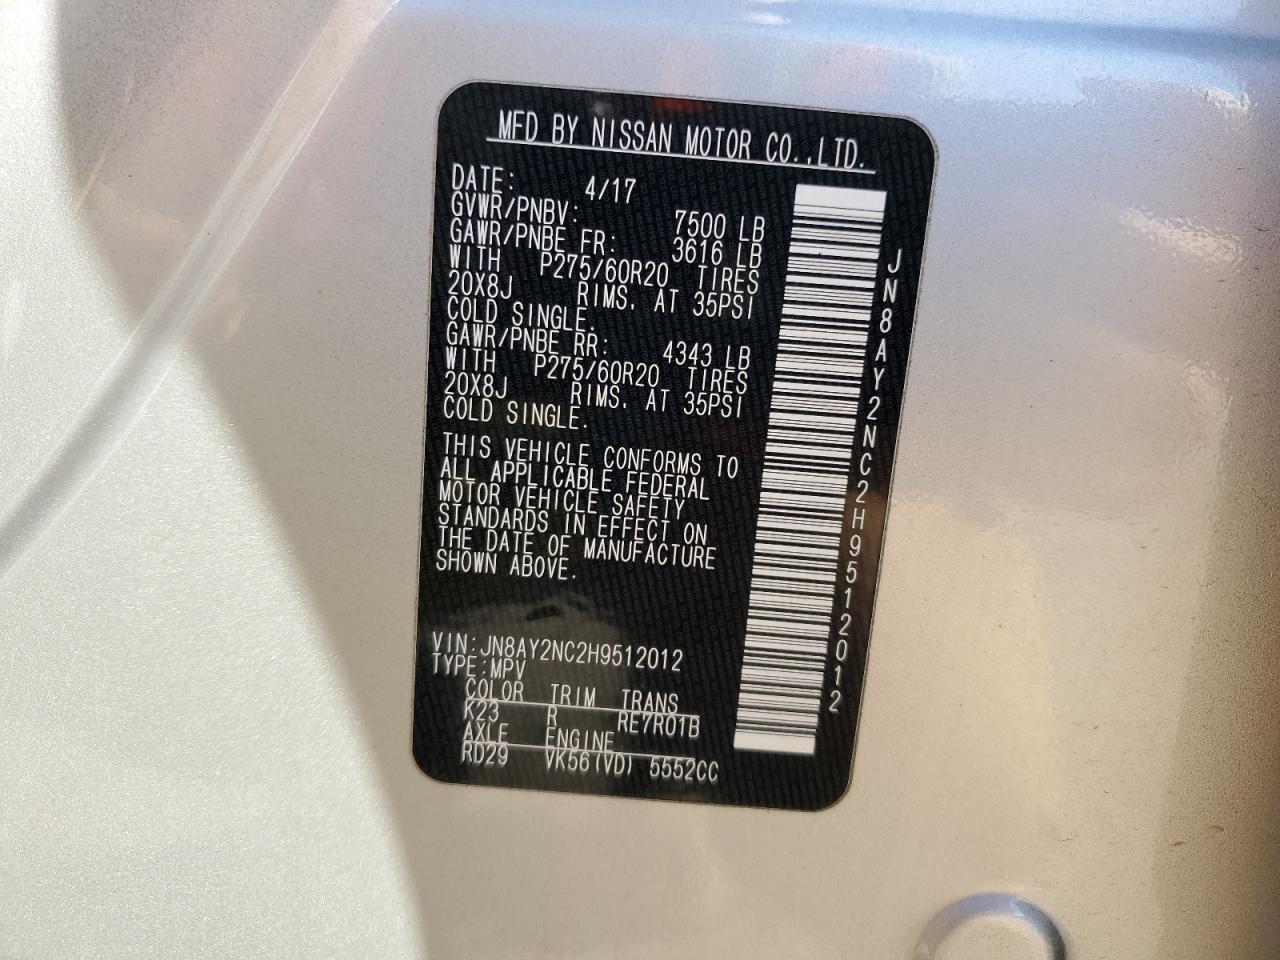 MFD BY NISSAN MOTOR CO.,LTD.
DATE: 4/17
GVWR/PNBV: 7500 LB
GAWR/PNBE FR: 3616 LB
WITH P275/60R20 TIRES
20X8J RIMS. AT 35PSI
COLD SINGLE.
GAWR/PNBE RR: 4343 LB
WITH P275/60R20 TIRES
20X8J RIMS. AT 35PSI
COLD SINGLE.
THIS VEHICLE CONFORMS TO
ALL APPLICABLE FEDERAL
MOTOR VEHICLE SAFETY
STANDARDS IN EFFECT ON
THE DATE OF MANUFACTURE
SHOWN ABOVE.
VIN:JN8AY2NC2H9512012
TYPE:MPV
COLOR TRIM TRANS
K23 R RE7R01B
AXLE ENGINE
RD29 VK56(VD) 5552CC
JN8AY2NC2H9512012